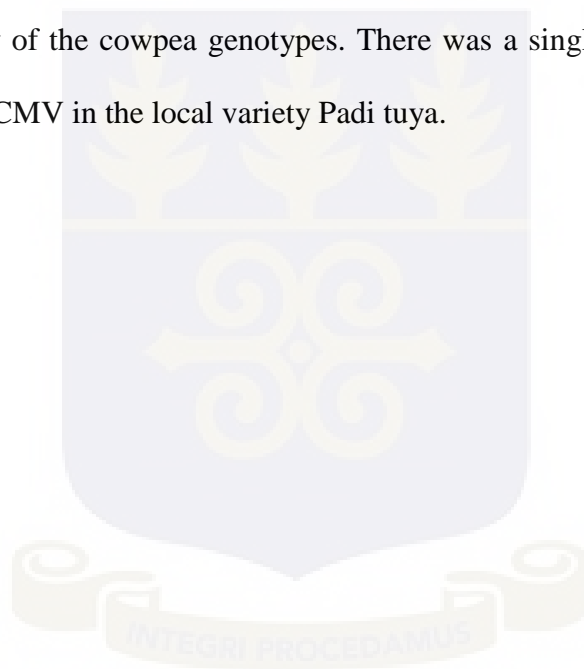 of the cowpea genotypes. There was a singl
CMV in the local variety Padi tuya.
INTEGRI PROCEDAMUS